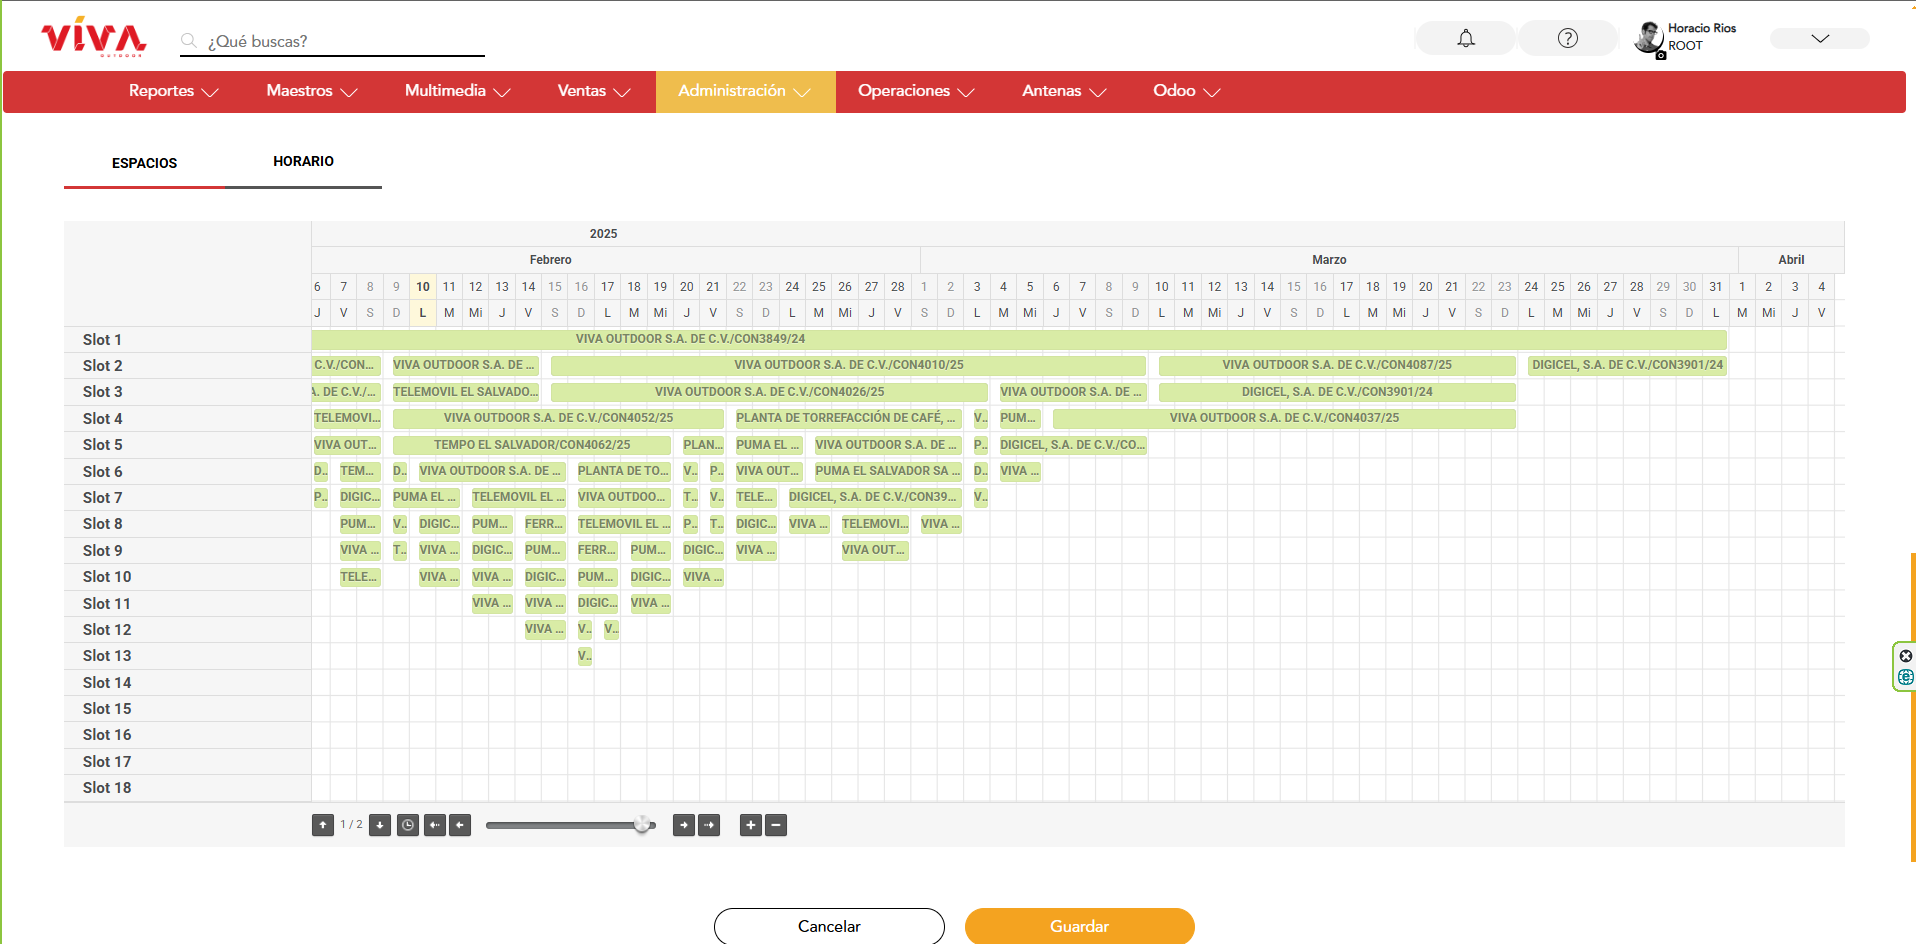 VIVA
OUTDOOR
¿Qué buscas?
Horacio Rios
ROOT
Reportes Maestros Multimedia Ventas Administración Operaciones Antenas Odoo
ESPACIOS HORARIO
2025
Febrero Marzo Abril
6 7 8 9 10 11 12 13 14 15 16 17 18 19 20 21 22 23 24 25 26 27 28 1 2 3 4 5 6 7 8 9 10 11 12 13 14 15 16 17 18 19 20 21 22 23 24 25 26 27 28 29 30 31 1 2 3 4
J V S D L M Mi J V S D L M Mi J V S D L M Mi J V S D L M Mi J V S D L M Mi J V S D L M Mi J V S D L M Mi J V S D L M Mi J V
Slot 1 VIVA OUTDOOR S.A. DE C.V./CON3849/24
Slot 2 C.V./CON... VIVA OUTDOOR S.A. DE ... VIVA OUTDOOR S.A. DE C.V./CON4010/25 VIVA OUTDOOR S.A. DE C.V./CON4087/25 DIGICEL, S.A. DE C.V./CON3901/24
Slot 3 A. DE C.V./... TELEMOVIL EL SALVADO... VIVA OUTDOOR S.A. DE C.V./CON4026/25 VIVA OUTDOOR S.A. DE ... DIGICEL, S.A. DE C.V./CON3901/24
Slot 4 TELEMOVI... VIVA OUTDOOR S.A. DE C.V./CON4052/25 PLANTA DE TORREFACCIÓN DE CAFÉ, ... V... PUM... VIVA OUTDOOR S.A. DE C.V./CON4037/25
Slot 5 VIVA OUT... TEMPO EL SALVADOR/CON4062/25 PLAN... PUMA EL ... VIVA OUTDOOR S.A. DE ... P... DIGICEL, S.A. DE C.V./CO...
Slot 6 D... TEM... D... VIVA OUTDOOR S.A. DE ... PLANTA DE TO... V... P... VIVA OUT... PUMA EL SALVADOR SA ... D... VIVA ...
Slot 7 P... DIGIC... PUMA EL ... TELEMOVIL EL ... VIVA OUTDOO... T... V... TELE... DIGICEL, S.A. DE C.V./CON39... V...
Slot 8 PUM... V... DIGIC... PUM... FERR... TELEMOVIL EL ... P... T... DIGIC... VIVA ... TELEMOVI... VIVA ...
Slot 9 VIVA ... T... VIVA ... DIGIC... PUM... FERR... PUM... DIGIC... VIVA ... VIVA OUT...
Slot 10 TELE... VIVA ... VIVA ... DIGIC... PUM... DIGIC... VIVA ...
Slot 11 VIVA ... VIVA ... DIGIC... VIVA ...
Slot 12 VIVA ... V... V...
Slot 13 V...
Slot 14
Slot 15
Slot 16
Slot 17
Slot 18
1 / 2
Cancelar Guardar